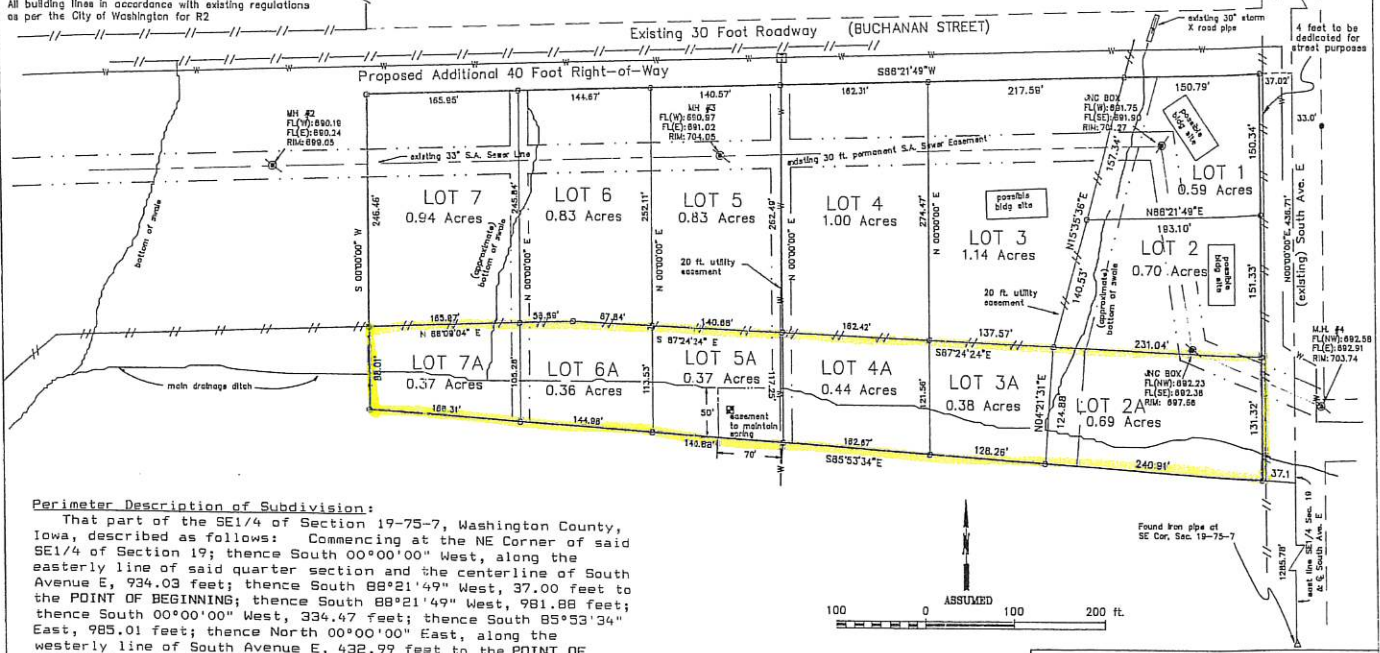 All building lines in accordance with existing regulations
as per the City of Washington for R2
Existing 30 Foot Roadway (BUCHANAN STREET)
existing 30" storm
X road pipe
4 feet to be
dedicated for
street purposes
Proposed Additional 40 Foot Right-of-Way
S88°21'49"W
37.02'
165.95'
144.67'
140.57'
162.31'
217.59'
150.79'
33.0'
MH #2
FL(W):690.19
FL(E):690.24
RIM:699.05
MH #3
FL(W):690.97
FL(E):691.02
RIM:704.05
JNC BOX
FL(W):691.75
FL(SE):691.90
RIM:701.27
possible
bldg site
existing 33" S.A. Sewer Line
existing 30 ft. permanent S.A. Sewer Easement
157.34'
150.34'
LOT 1
0.59 Acres
LOT 7
0.94 Acres
LOT 6
0.83 Acres
LOT 5
0.83 Acres
LOT 4
1.00 Acres
possible
bldg site
LOT 3
1.14 Acres
N88°21'49"E
193.10'
LOT 2
0.70 Acres
possible
bldg site
246.46'
S 00°00'00" W
245.84'
N 00°00'00" E
252.11'
N 00°00'00" E
262.49'
N 00°00'00" E
274.47'
N 00°00'00" E
N15°35'36"E
140.53'
151.33'
N00°00'00"E, 436.71'
(existing) South Ave. E
bottom of swale
(approximate)
bottom of swale
(approximate)
bottom of swale
20 ft. utility
easement
20 ft. utility
easement
165.87'
N 88°09'04" E
58.59'
87.84'
140.68'
S 87°24'24" E
162.42'
137.57'
S87°24'24"E
231.04'
M.H. #4
FL(NW):692.58
FL(E):692.91
RIM:703.74
main drainage ditch
88.01'
LOT 7A
0.37 Acres
105.28'
LOT 6A
0.36 Acres
113.53'
LOT 5A
0.37 Acres
117.25'
LOT 4A
0.44 Acres
121.56'
LOT 3A
0.38 Acres
N04°21'31"E
124.88'
JNC BOX
FL(NW):692.23
FL(SE):692.38
RIM: 697.68
LOT 2A
0.69 Acres
131.32'
50'
easement
to maintain
spring
168.31'
144.98'
140.88'
70'
162.67'
S85°53'34"E
128.26'
240.91'
37.1
Perimeter Description of Subdivision:
That part of the SE1/4 of Section 19-75-7, Washington County,
Iowa, described as follows: Commencing at the NE Corner of said
SE1/4 of Section 19; thence South 00°00'00" West, along the
easterly line of said quarter section and the centerline of South
Avenue E, 934.03 feet; thence South 88°21'49" West, 37.00 feet to
the POINT OF BEGINNING; thence South 88°21'49" West, 981.88 feet;
thence South 00°00'00" West, 334.47 feet; thence South 85°53'34"
East, 985.01 feet; thence North 00°00'00" East, along the
westerly line of South Avenue E, 432.99 feet to the POINT OF
ASSUMED
100 0 100 200 ft.
Found iron pipe at
SE Cor. Sec. 19-75-7
1285.78'
east line SE1/4 Sec. 19
& ℄ South Ave. E